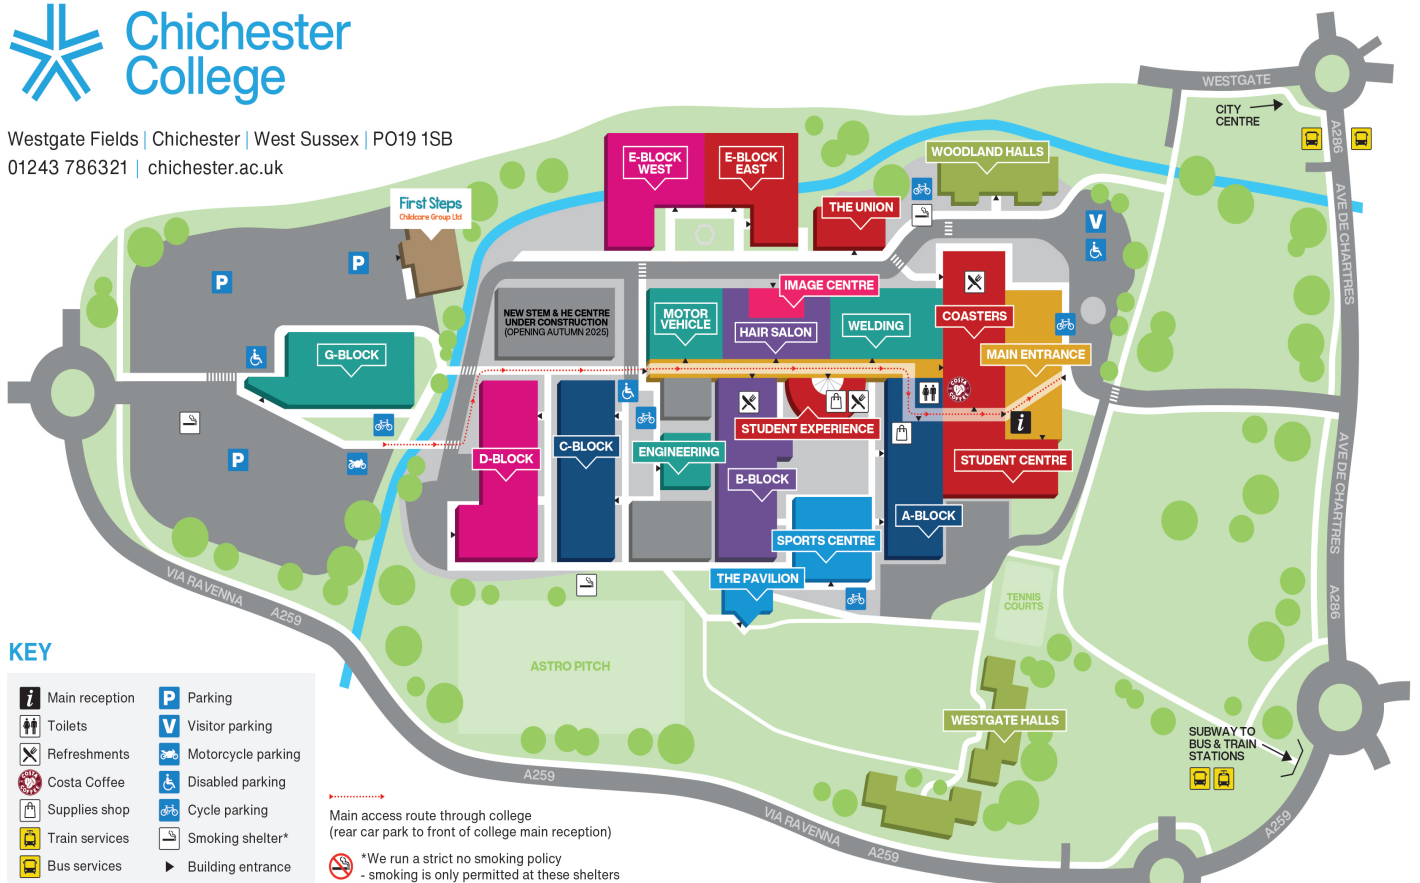 Chichester
College
Westgate Fields | Chichester | West Sussex | PO19 1SB
01243 786321 | chichester.ac.uk
WESTGATE
CITY
CENTRE
A286
AVE DE CHARTRES
AVE DE CHARTRES
A286
E-BLOCK
WEST
E-BLOCK
EAST
WOODLAND HALLS
THE UNION
First Steps
Childcare Group Ltd
P
P
V
IMAGE CENTRE
NEW STEM & HE CENTRE
UNDER CONSTRUCTION
(OPENING AUTUMN 2025)
MOTOR
VEHICLE
HAIR SALON
WELDING
COASTERS
MAIN ENTRANCE
G-BLOCK
COSTA
COFFEE
i
STUDENT EXPERIENCE
P
D-BLOCK
C-BLOCK
ENGINEERING
B-BLOCK
STUDENT CENTRE
A-BLOCK
SPORTS CENTRE
THE PAVILION
VIA RAVENNA
A259
TENNIS
COURTS
ASTRO PITCH
WESTGATE HALLS
SUBWAY TO
BUS & TRAIN
STATIONS
A259
VIA RAVENNA
A259
A259
KEY
i Main reception
Toilets
Refreshments
COSTA
COFFEE
Costa Coffee
Supplies shop
Train services
Bus services
P Parking
V Visitor parking
Motorcycle parking
Disabled parking
Cycle parking
Smoking shelter*
Building entrance
Main access route through college
(rear car park to front of college main reception)
*We run a strict no smoking policy
- smoking is only permitted at these shelters